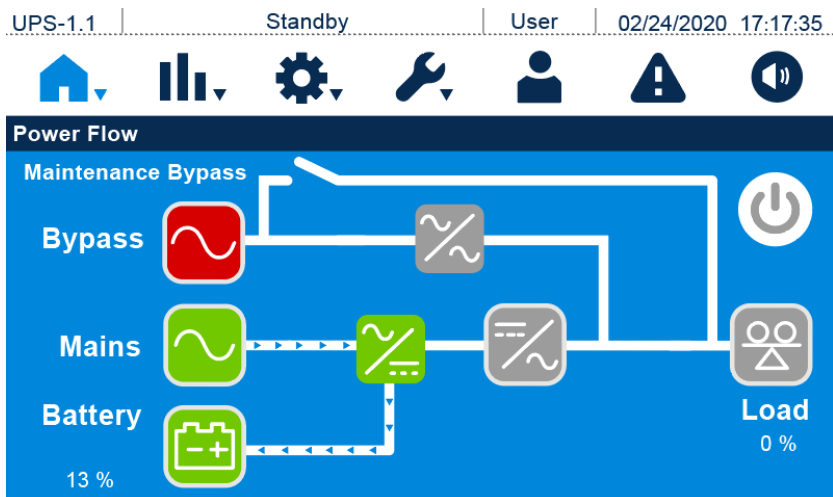 UPS-1.1 Standby User 02/24/2020 17:17:35
Power Flow
Maintenance Bypass
Bypass
Mains
Battery
13 %
Load
0 %